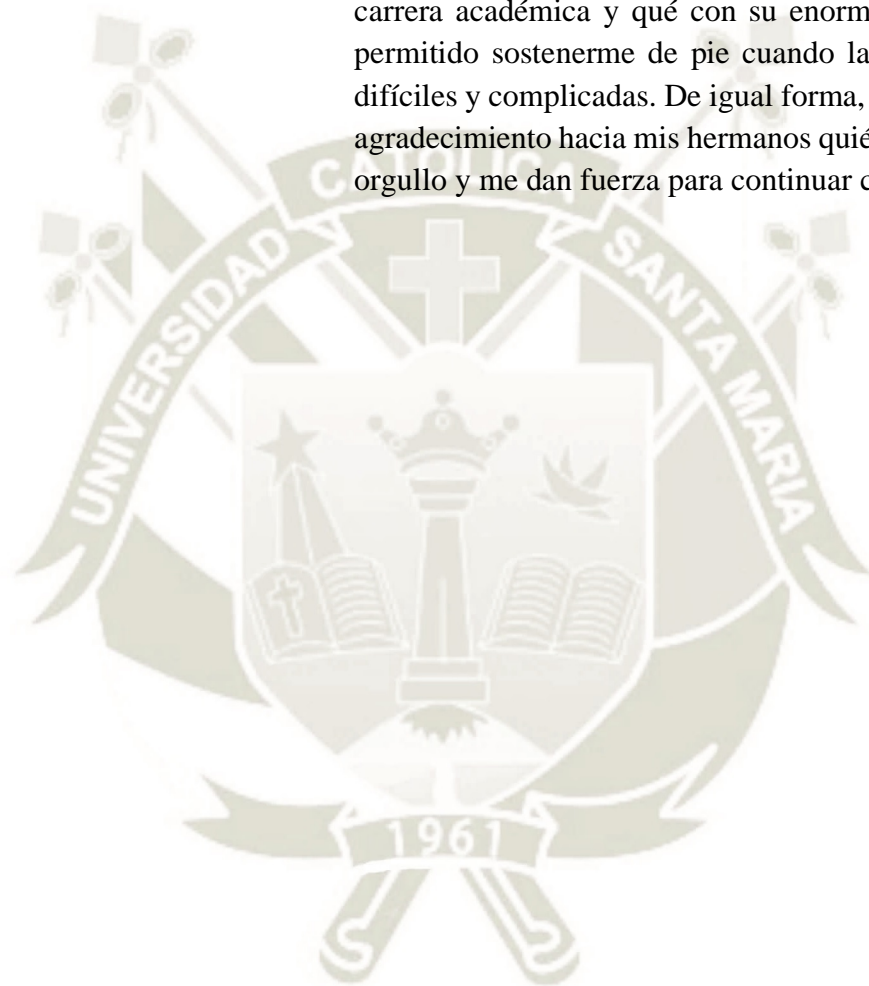 carrera académica y qué con su enorm
permitido sostenerme de pie cuando la
difíciles y complicadas. De igual forma,
agradecimiento hacia mis hermanos quié
orgullo y me dan fuerza para continuar c
UNIVERSIDAD CATOLICA SANTA MARIA
1961